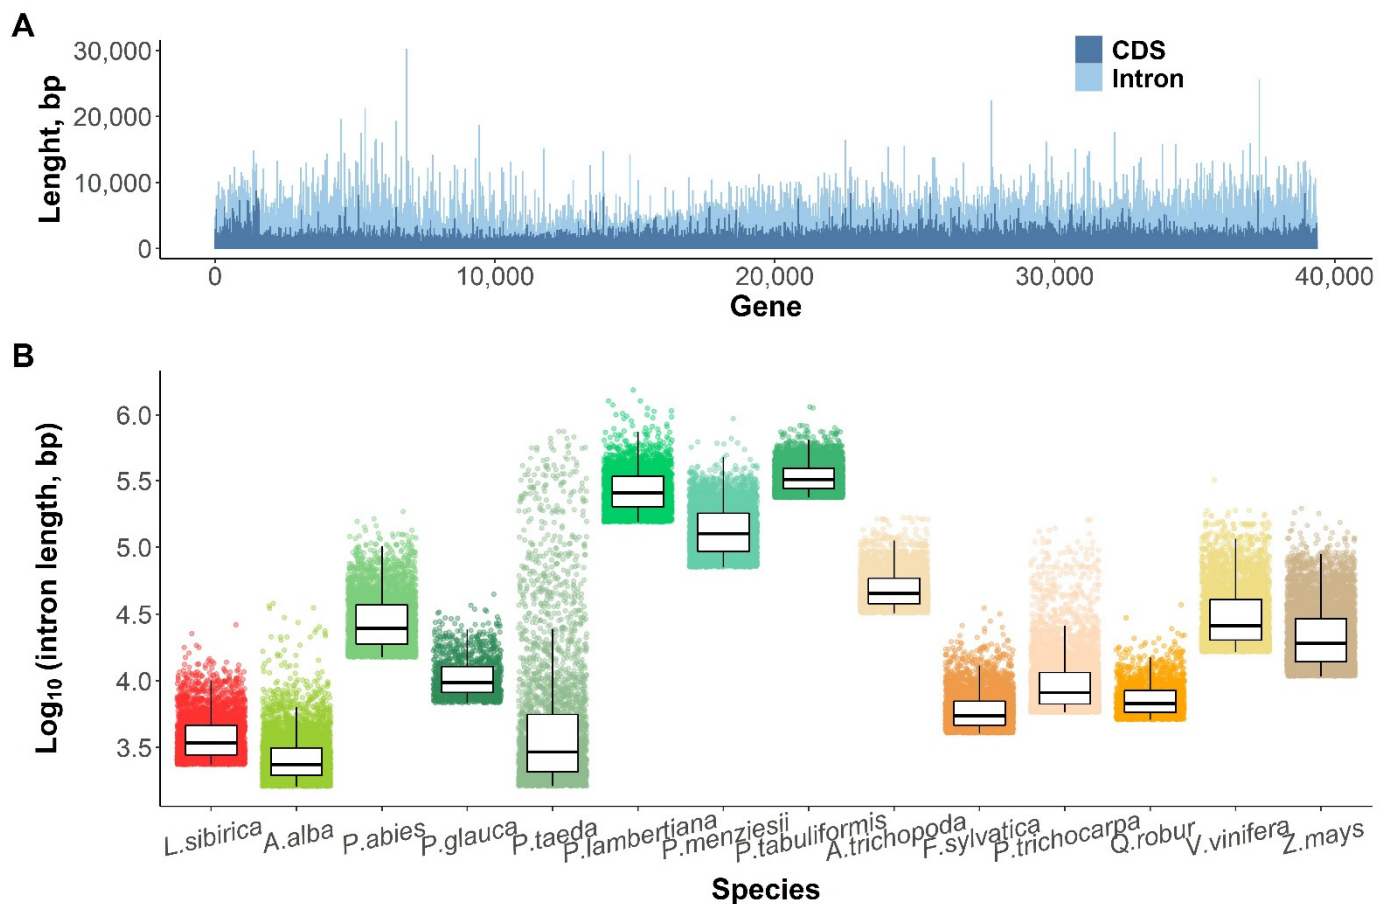 A
Lenght, bp
30,000
20,000
10,000
0
CDS
Intron
0 10,000 20,000 30,000 40,000
Gene
B
Log₁₀ (intron length, bp)
6.0
5.5
5.0
4.5
4.0
3.5
L.sibirica A.alba P.abies P.glauca P.taeda P.lambertiana P.menziesii P.tabuliformis A.trichopoda F.sylvatica P.trichocarpa Q.robur V.vinifera Z.mays
Species